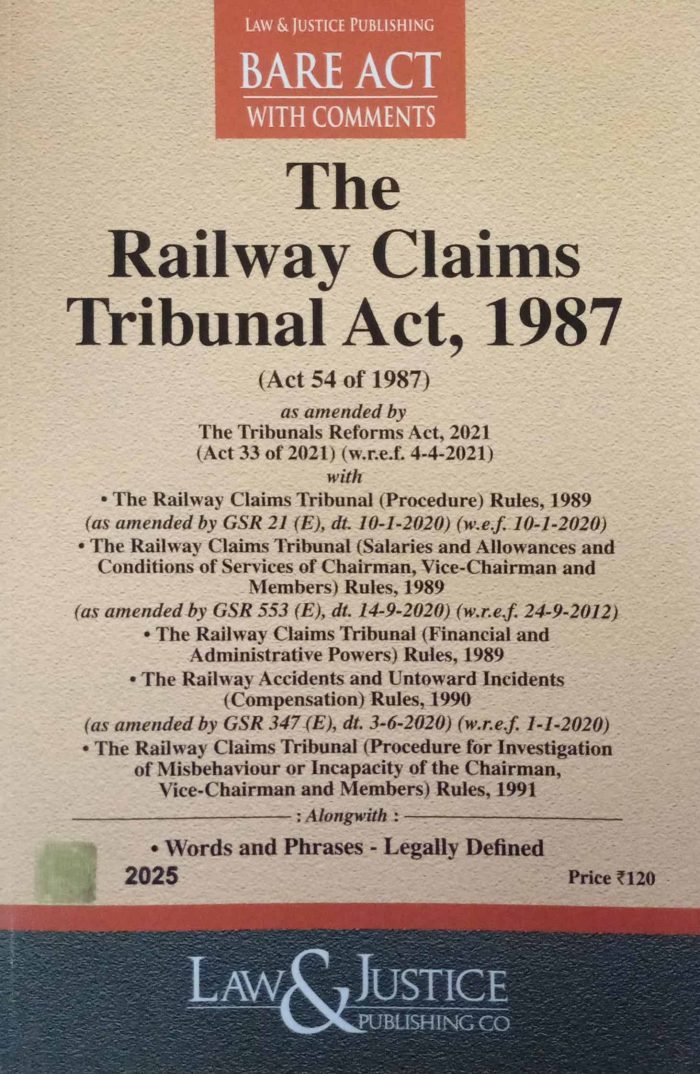 LAW & JUSTICE PUBLISHING
BARE ACT
WITH COMMENTS
The
Railway Claims
Tribunal Act, 1987
(Act 54 of 1987)
as amended by
The Tribunals Reforms Act, 2021
(Act 33 of 2021) (w.r.e.f. 4-4-2021)
with
• The Railway Claims Tribunal (Procedure) Rules, 1989
(as amended by GSR 21 (E), dt. 10-1-2020) (w.e.f. 10-1-2020)
• The Railway Claims Tribunal (Salaries and Allowances and
Conditions of Services of Chairman, Vice-Chairman and
Members) Rules, 1989
(as amended by GSR 553 (E), dt. 14-9-2020) (w.r.e.f. 24-9-2012)
• The Railway Claims Tribunal (Financial and
Administrative Powers) Rules, 1989
• The Railway Accidents and Untoward Incidents
(Compensation) Rules, 1990
(as amended by GSR 347 (E), dt. 3-6-2020) (w.r.e.f. 1-1-2020)
• The Railway Claims Tribunal (Procedure for Investigation
of Misbehaviour or Incapacity of the Chairman,
Vice-Chairman and Members) Rules, 1991
: Alongwith :
• Words and Phrases - Legally Defined
2025 Price ₹120
LAW & JUSTICE
PUBLISHING CO